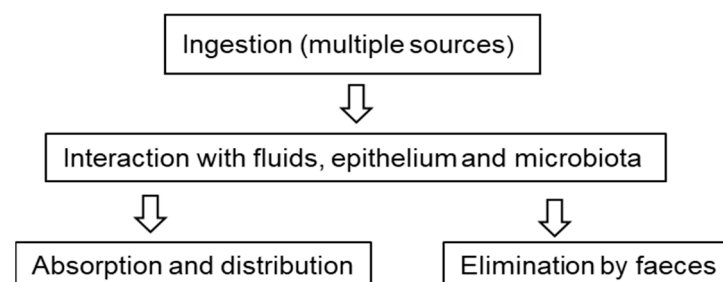 Ingestion (multiple sources)
Interaction with fluids, epithelium and microbiota
Absorption and distribution
Elimination by faeces